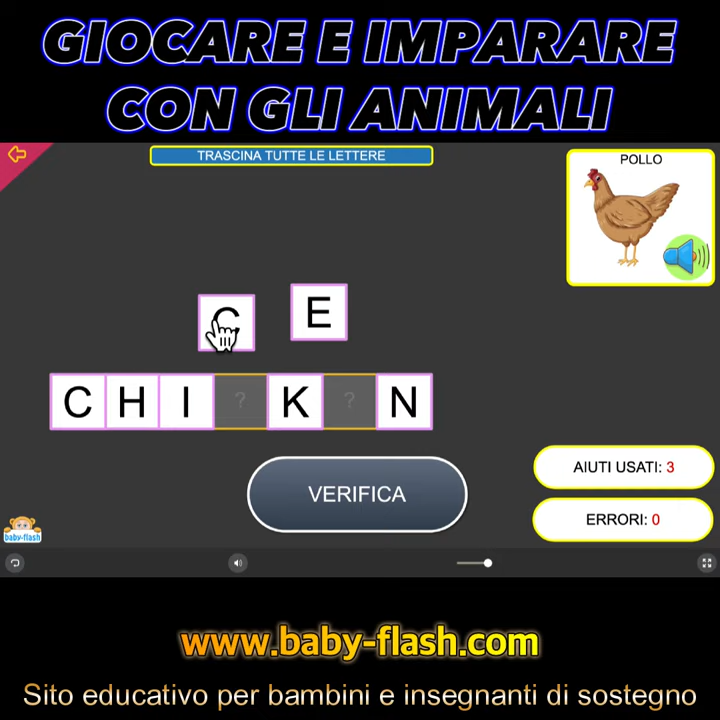 GIOCARE E IMPARARE
CON GLI ANIMALI
TRASCINA TUTTE LE LETTERE
POLLO
C E
C H I ? K ? N
VERIFICA
AIUTI USATI: 3
ERRORI: 0
baby-flash
www.baby-flash.com
Sito educativo per bambini e insegnanti di sostegno